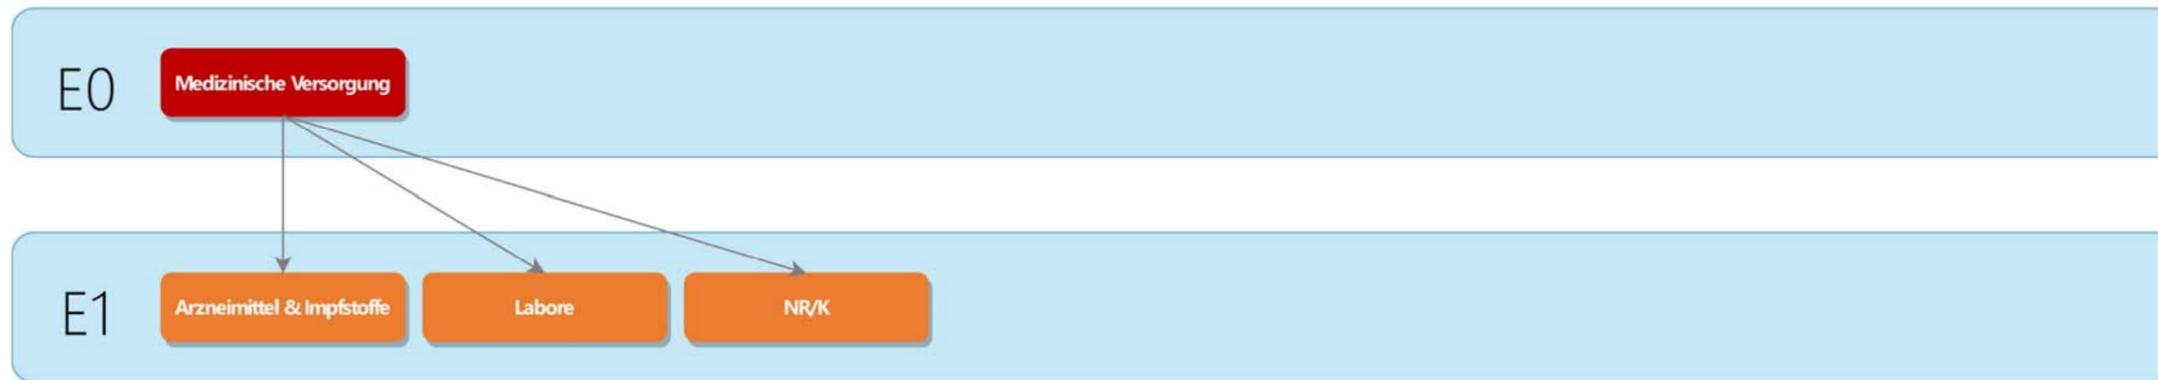 E0
Medizinische Versorgung
E1
Arzneimittel & Impfstoffe
Labore
NR/K